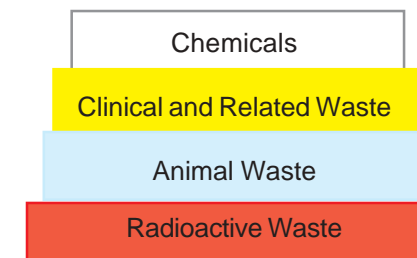 Chemicals
Clinical and Related Waste
Animal Waste
Radioactive Waste